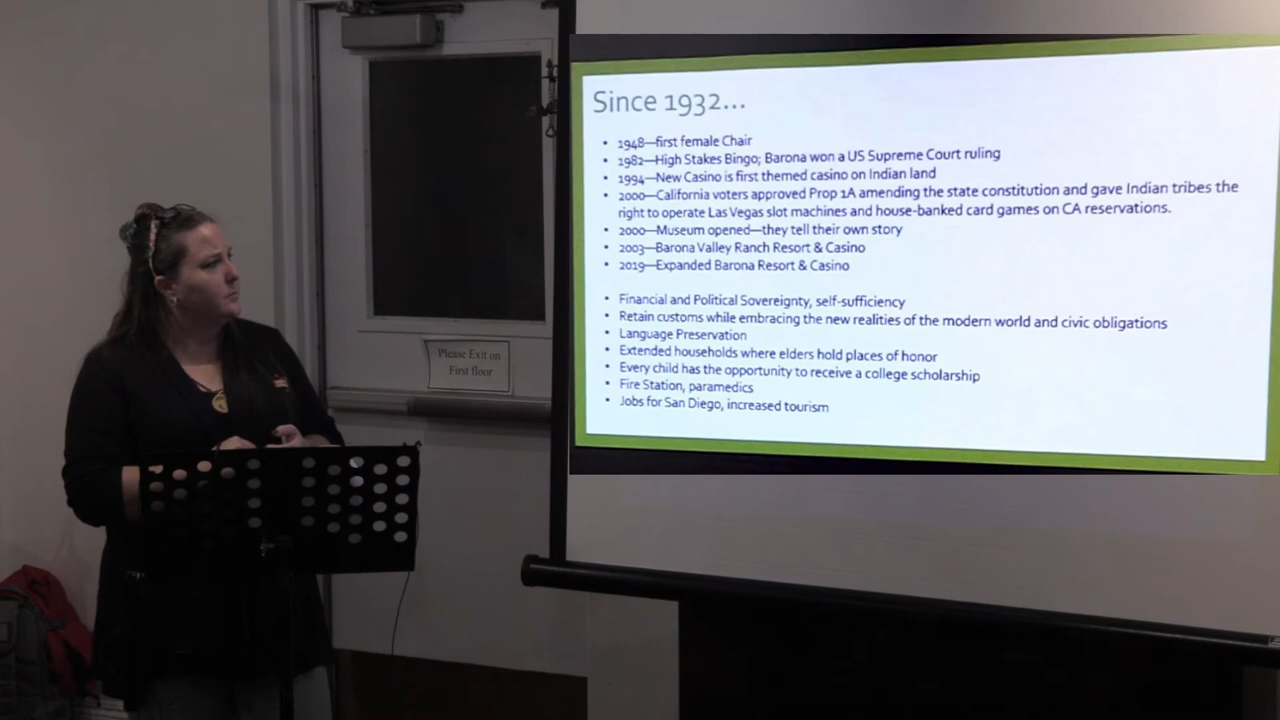 Since 1932...
• 1948—first female Chair
• 1982—High Stakes Bingo; Barona won a US Supreme Court ruling
• 1994—New Casino is first themed casino on Indian land
• 2000—California voters approved Prop 1A amending the state constitution and gave Indian tribes the
right to operate Las Vegas slot machines and house-banked card games on CA reservations.
• 2000—Museum opened—they tell their own story
• 2003—Barona Valley Ranch Resort & Casino
• 2019—Expanded Barona Resort & Casino
• Financial and Political Sovereignty, self-sufficiency
• Retain customs while embracing the new realities of the modern world and civic obligations
• Language Preservation
• Extended households where elders hold places of honor
• Every child has the opportunity to receive a college scholarship
• Fire Station, paramedics
• Jobs for San Diego, increased tourism
Please Exit on
First floor